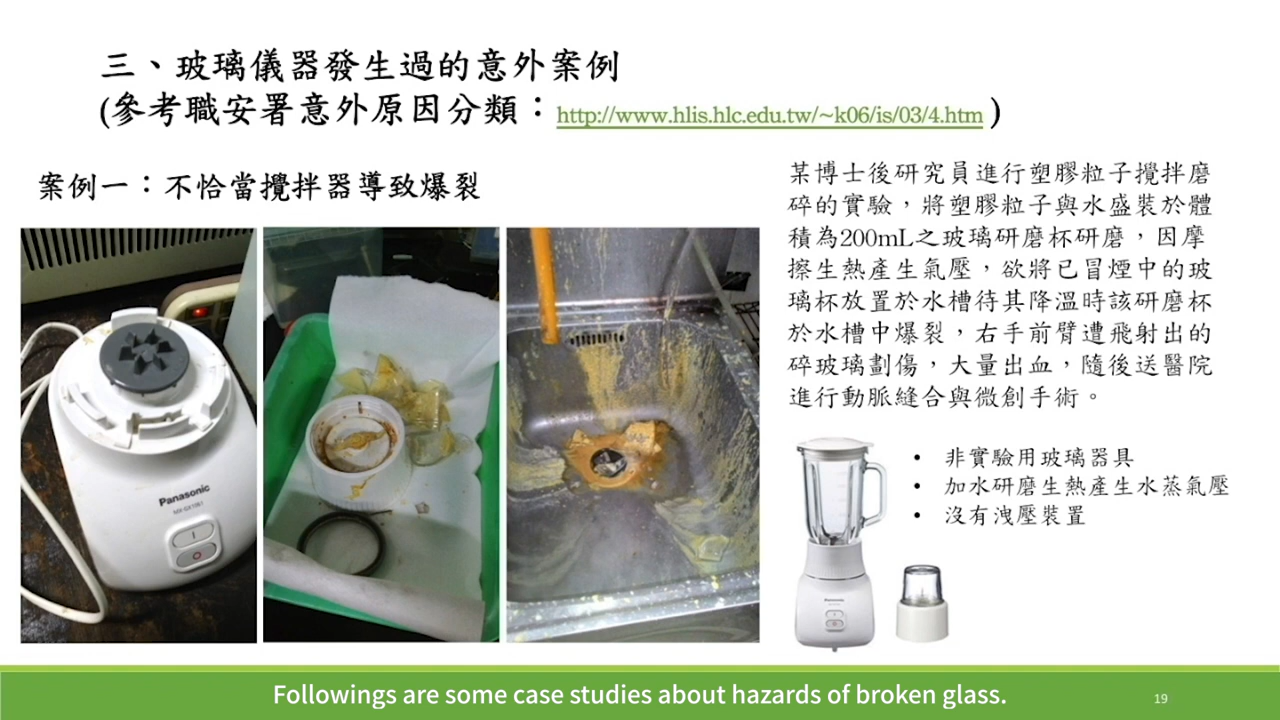 三、玻璃儀器發生過的意外案例
(參考職安署意外原因分類：http://www.hlis.hlc.edu.tw/~k06/is/03/4.htm )
案例一：不恰當攪拌器導致爆裂
某博士後研究員進行塑膠粒子攪拌磨
碎的實驗，將塑膠粒子與水盛裝於體
積為200mL之玻璃研磨杯研磨，因摩
擦生熱產生氣壓，欲將已冒煙中的玻
璃杯放置於水槽待其降溫時該研磨杯
於水槽中爆裂，右手前臂遭飛射出的
碎玻璃劃傷，大量出血，隨後送醫院
進行動脈縫合與微創手術。
Panasonic
MX-GX1061
Panasonic
• 非實驗用玻璃器具
• 加水研磨生熱產生水蒸氣壓
• 沒有洩壓裝置
Followings are some case studies about hazards of broken glass.
19